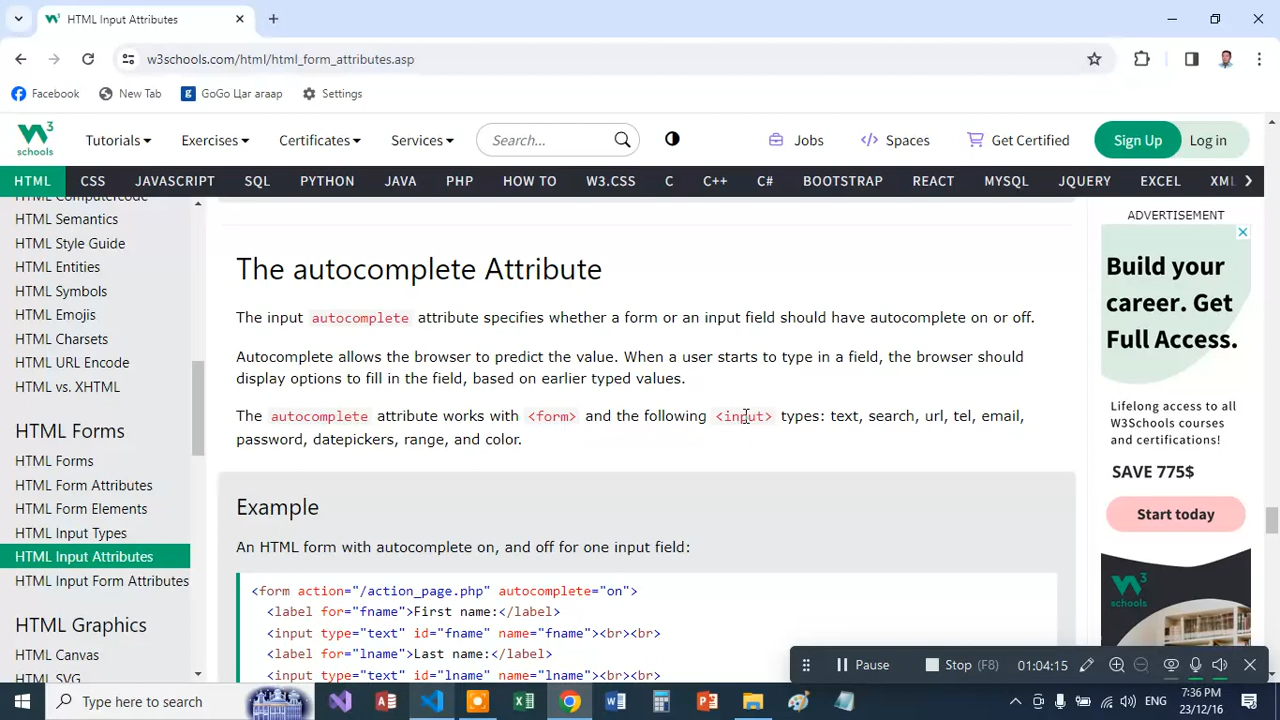 HTML Input Attributes
w3schools.com/html/html_form_attributes.asp
Facebook
New Tab
GoGo Цаг агаар
Settings
W3
schools
Tutorials
Exercises
Certificates
Services
Search...
Jobs
Spaces
Get Certified
Sign Up
Log in
HTML CSS JAVASCRIPT SQL PYTHON JAVA PHP HOW TO W3.CSS C C++ C# BOOTSTRAP REACT MYSQL JQUERY EXCEL XML
HTML Computercode
HTML Semantics
HTML Style Guide
HTML Entities
HTML Symbols
HTML Emojis
HTML Charsets
HTML URL Encode
HTML vs. XHTML
HTML Forms
HTML Forms
HTML Form Attributes
HTML Form Elements
HTML Input Types
HTML Input Attributes
HTML Input Form Attributes
HTML Graphics
HTML Canvas
HTML SVG
The autocomplete Attribute
The input autocomplete attribute specifies whether a form or an input field should have autocomplete on or off.
Autocomplete allows the browser to predict the value. When a user starts to type in a field, the browser should
display options to fill in the field, based on earlier typed values.
The autocomplete attribute works with <form> and the following <input> types: text, search, url, tel, email,
password, datepickers, range, and color.
Example
An HTML form with autocomplete on, and off for one input field:
<form action="/action_page.php" autocomplete="on">
<label for="fname">First name:</label>
<input type="text" id="fname" name="fname"><br><br>
<label for="lname">Last name:</label>
<input type="text" id="lname" name="lname"><br><br>
ADVERTISEMENT
Build your
career. Get
Full Access.
Lifelong access to all
W3Schools courses
and certifications!
SAVE 775$
Start today
W3
schools
Pause
Stop (F8)
01:04:15
Type here to search
ENG
7:36 PM
23/12/16